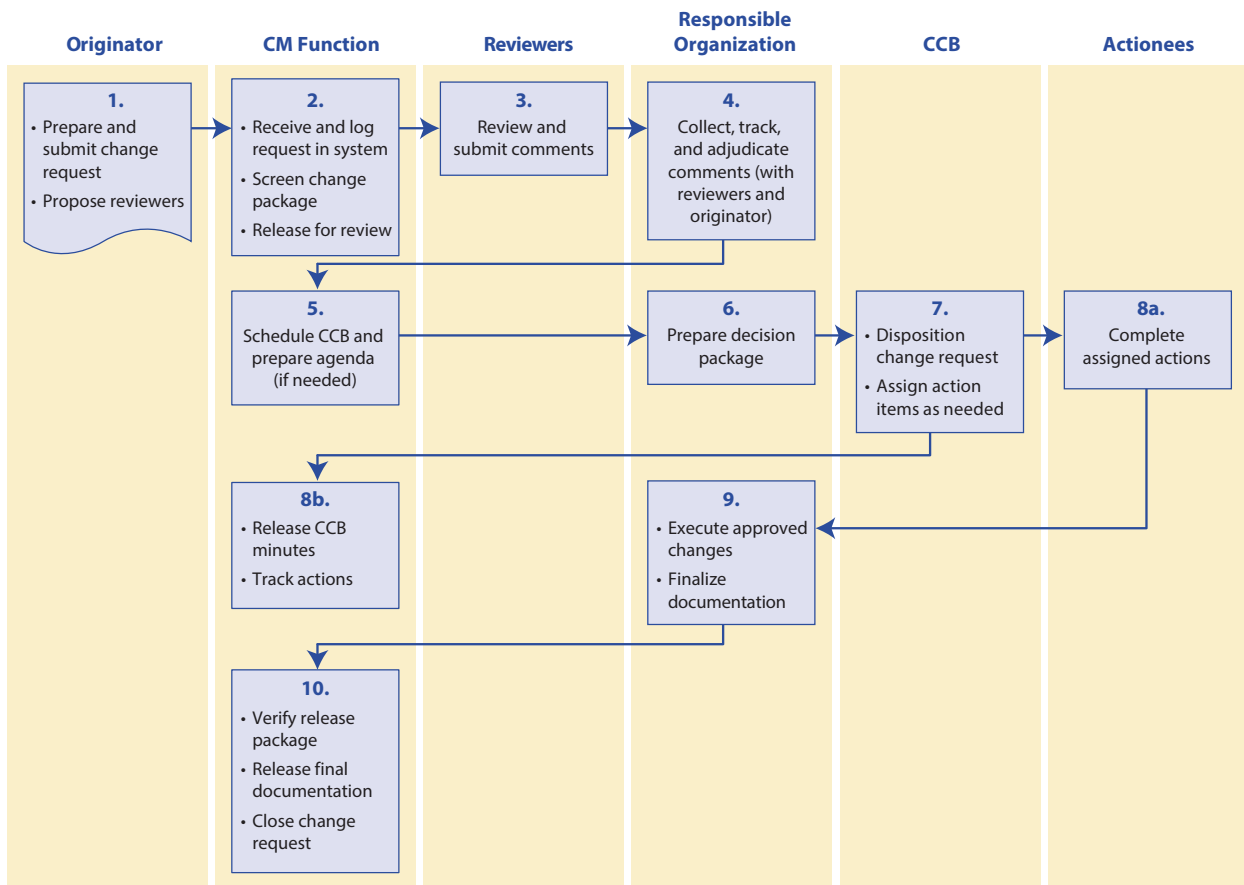 Originator
CM Function
Reviewers
Responsible
Organization
CCB
Actionees
1.
• Prepare and
submit change
request
• Propose reviewers
2.
• Receive and log
request in system
• Screen change
package
• Release for review
3.
Review and
submit comments
4.
Collect, track,
and adjudicate
comments (with
reviewers and
originator)
5.
Schedule CCB and
prepare agenda
(if needed)
6.
Prepare decision
package
7.
• Disposition
change request
• Assign action
items as needed
8a.
Complete
assigned actions
8b.
• Release CCB
minutes
• Track actions
9.
• Execute approved
changes
• Finalize
documentation
10.
• Verify release
package
• Release final
documentation
• Close change
request